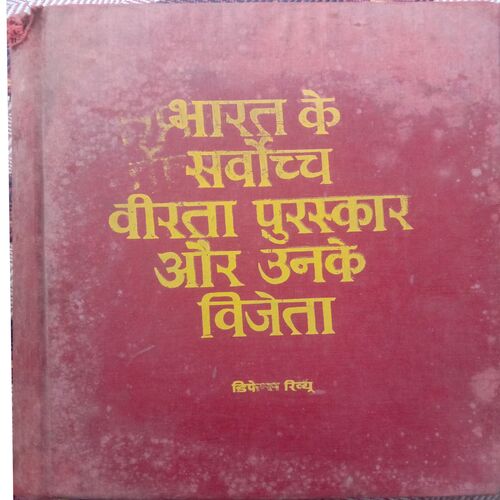 भारत के
सर्वोच्च
वीरता पुरस्कार
और उनके
विजेता
डिफेन्स रिव्यू